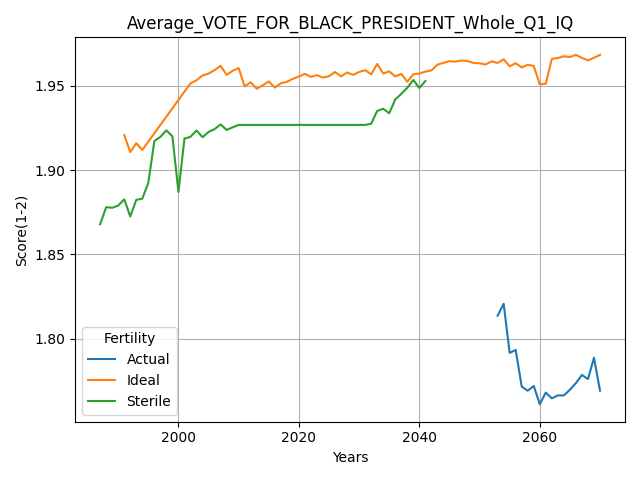 Average_VOTE_FOR_BLACK_PRESIDENT_Whole_Q1_IQ
Score(1-2)
1.95
1.90
1.85
1.80
Fertility
Actual
Ideal
Sterile
2000
2020
2040
2060
Years